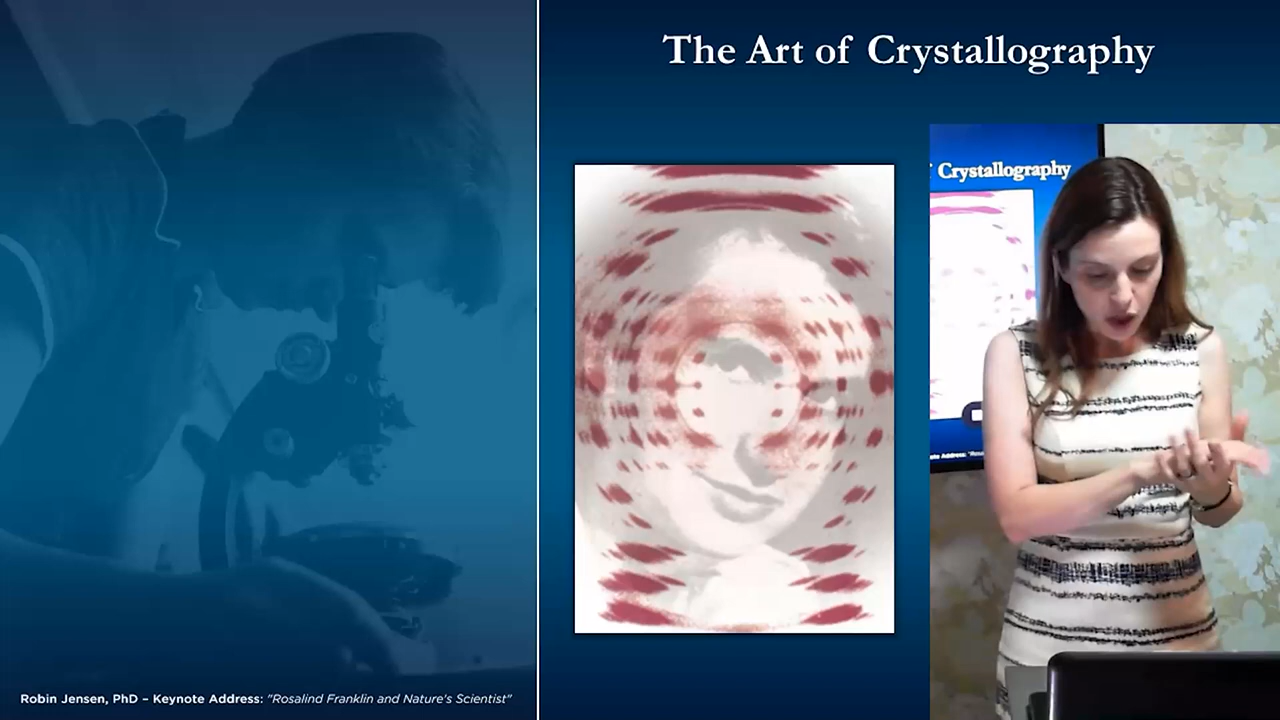 The Art of Crystallography
f Crystallography
Robin Jensen, PhD – Keynote Address: "Rosalind Franklin and Nature's Scientist"